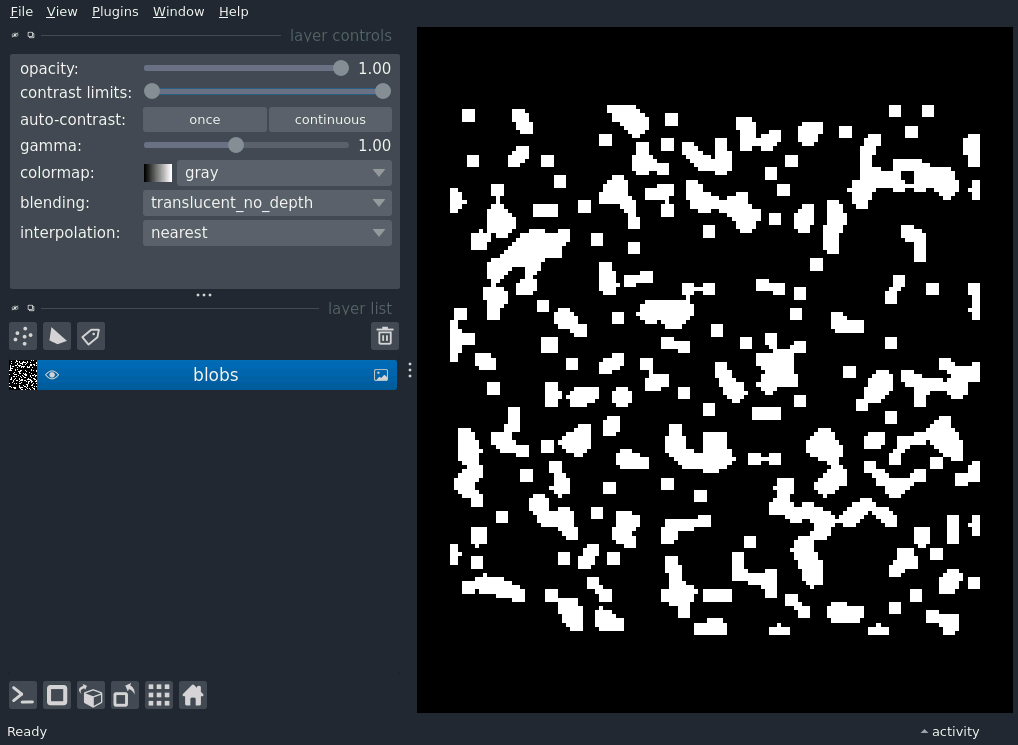 File View Plugins Window Help
layer controls
opacity: 1.00
contrast limits:
auto-contrast: once continuous
gamma: 1.00
colormap: gray
blending: translucent_no_depth
interpolation: nearest
layer list
blobs
Ready activity